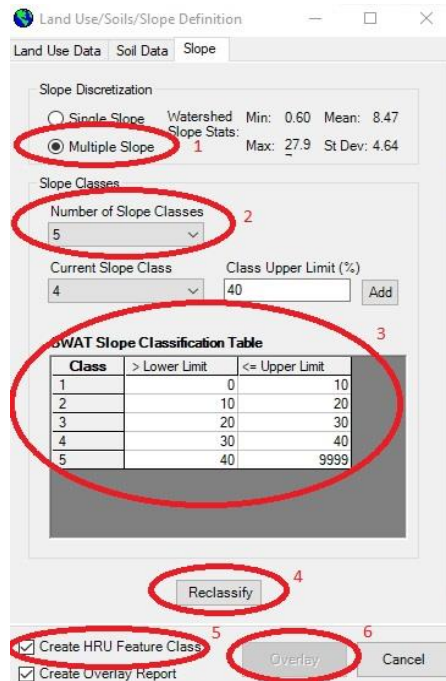 Land Use/Soils/Slope Definition
Land Use Data Soil Data Slope
Slope Discretization
Single Slope Watershed Slope Stats: Min: 0.60 Mean: 8.47
Multiple Slope 1 Max: 27.9 St Dev: 4.64
Slope Classes
Number of Slope Classes 2
5
Current Slope Class Class Upper Limit (%)
4 40 Add
3
SWAT Slope Classification Table
Class > Lower Limit <= Upper Limit
1 0 10
2 10 20
3 20 30
4 30 40
5 40 9999
4
Reclassify
5 6
Create HRU Feature Class
Overlay Cancel
Create Overlay Report